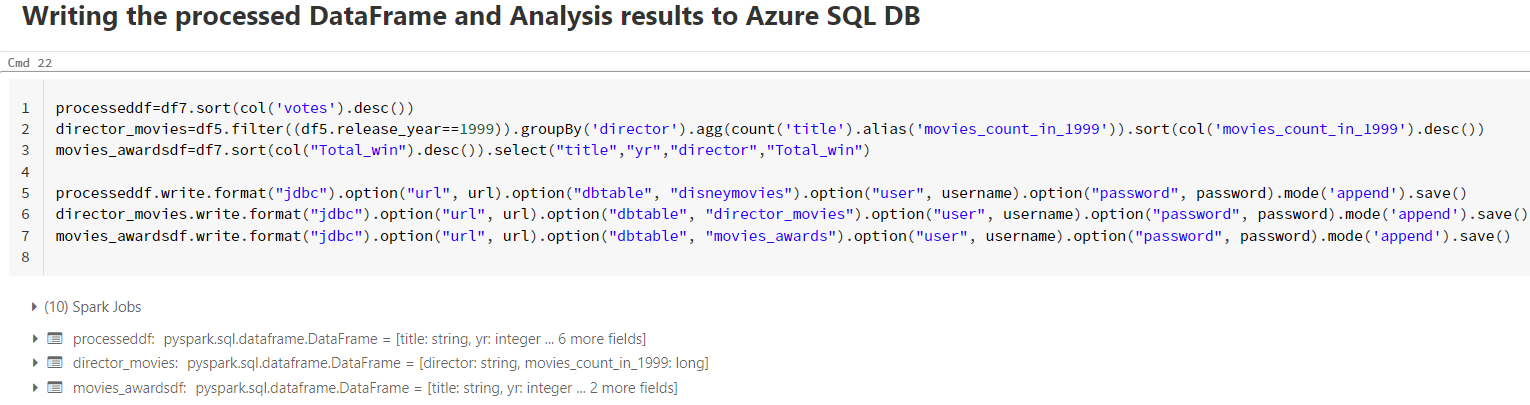 Writing the processed DataFrame and Analysis results to Azure SQL DB
Cmd 22
1 processeddf=df7.sort(col('votes').desc())
2 director_movies=df5.filter((df5.release_year==1999)).groupBy('director').agg(count('title').alias('movies_count_in_1999')).sort(col('movies_count_in_1999').desc())
3 movies_awardsdf=df7.sort(col("Total_win").desc()).select("title","yr","director","Total_win")
4
5 processeddf.write.format("jdbc").option("url", url).option("dbtable", "disneymovies").option("user", username).option("password", password).mode('append').save()
6 director_movies.write.format("jdbc").option("url", url).option("dbtable", "director_movies").option("user", username).option("password", password).mode('append').save()
7 movies_awardsdf.write.format("jdbc").option("url", url).option("dbtable", "movies_awards").option("user", username).option("password", password).mode('append').save()
8
(10) Spark Jobs
processeddf: pyspark.sql.dataframe.DataFrame = [title: string, yr: integer ... 6 more fields]
director_movies: pyspark.sql.dataframe.DataFrame = [director: string, movies_count_in_1999: long]
movies_awardsdf: pyspark.sql.dataframe.DataFrame = [title: string, yr: integer ... 2 more fields]